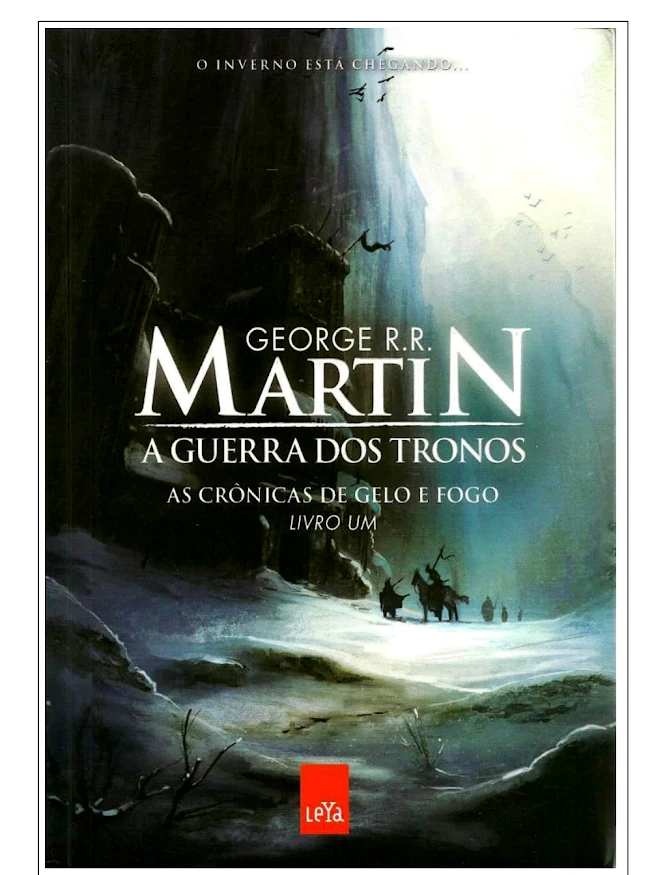 O INVERNO ESTÁ CHEGANDO...
GEORGE R.R.
MARTIN
A GUERRA DOS TRONOS
AS CRÔNICAS DE GELO E FOGO
LIVRO UM
LeYa